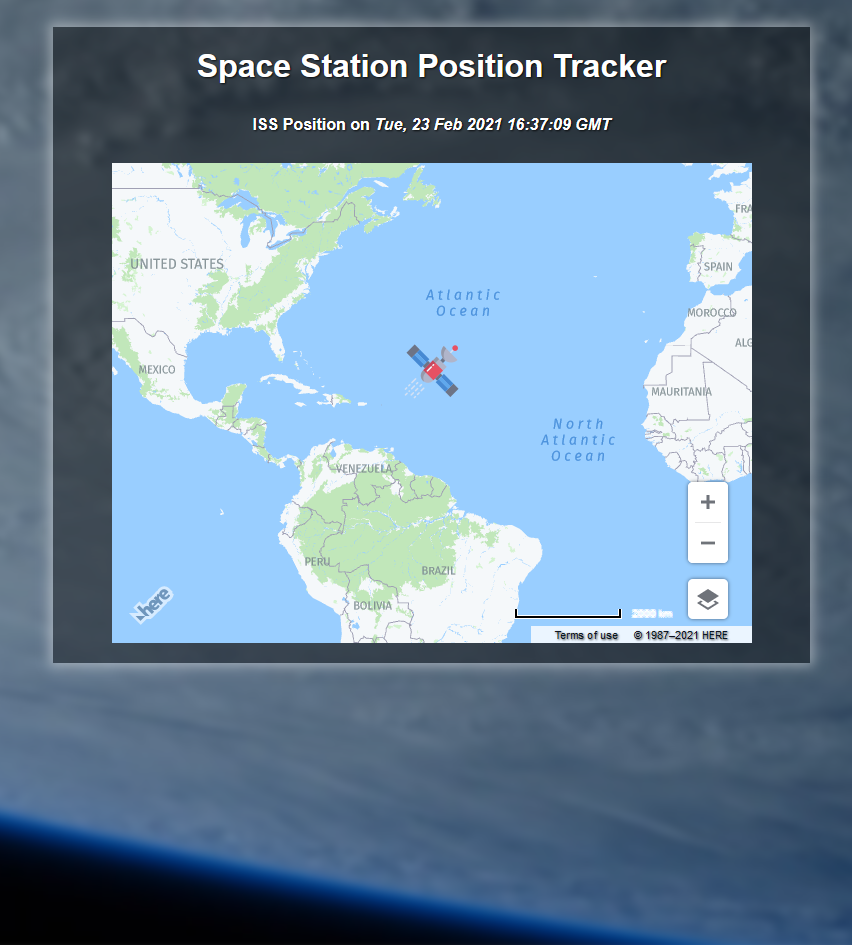 Space Station Position Tracker
ISS Position on Tue, 23 Feb 2021 16:37:09 GMT
FRA
UNITED STATES
SPAIN
Atlantic
Ocean
MOROCCO
ALG
MEXICO
MAURITANIA
North
Atlantic
Ocean
VENEZUELA
+
−
PERU
BRAZIL
here
BOLIVIA
2000 km
Terms of use © 1987–2021 HERE